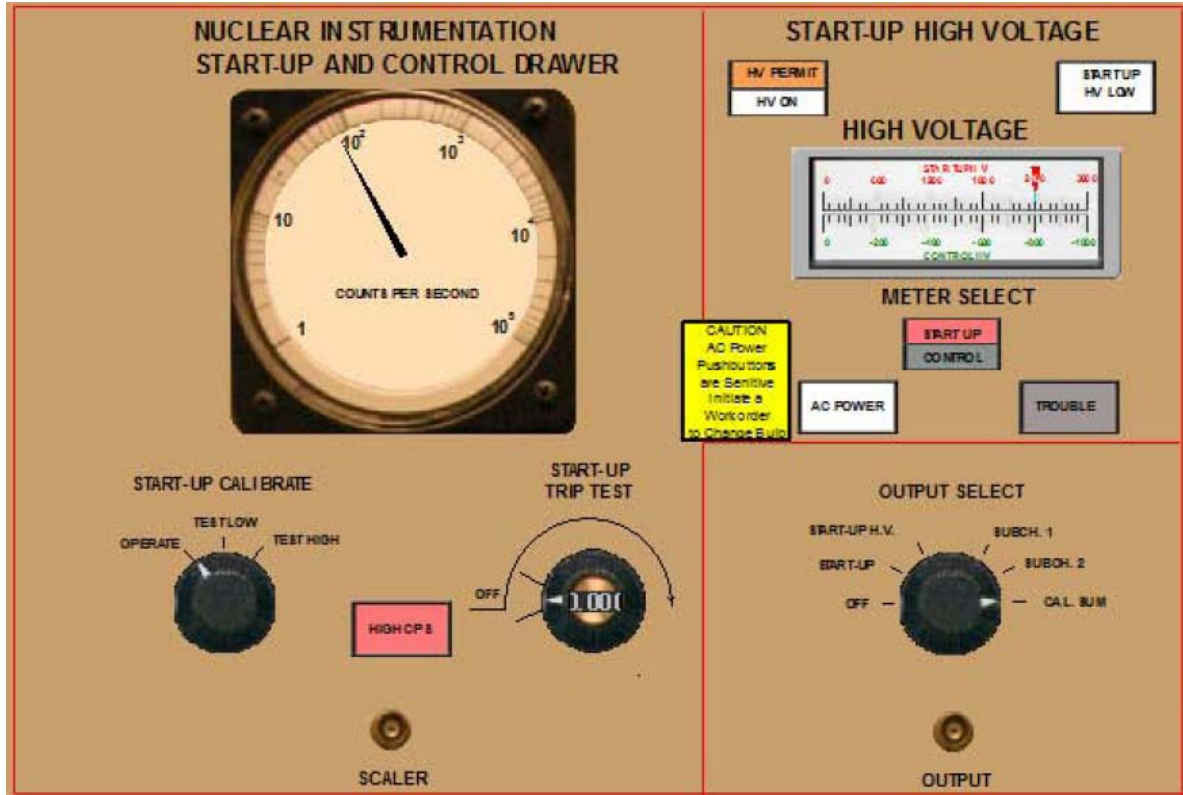 NUCLEAR INSTRUMENTATION
START-UP AND CONTROL DRAWER
10²
10³
10
10⁴
COUNTS PER SECOND
1
10⁵
START-UP HIGH VOLTAGE
HV PERMIT
HV ON
START UP
HV LOW
HIGH VOLTAGE
START UP H V
0 600 1200 1800 3000
0 -200 -400 -600 -800 -1000
CONTROL HV
METER SELECT
START UP
CONTROL
CAUTION
AC Power
Pushbuttons
are Senitive
Initiate a
Workorder
to Change Bulb
AC POWER
TROUBLE
START-UP CALIBRATE
OPERATE
TEST LOW
TEST HIGH
HIGH CPS
START-UP
TRIP TEST
OFF
SCALER
OUTPUT SELECT
START-UP H.V.
SUBCH. 1
START-UP
SUBCH. 2
OFF
CAL. SUM
OUTPUT